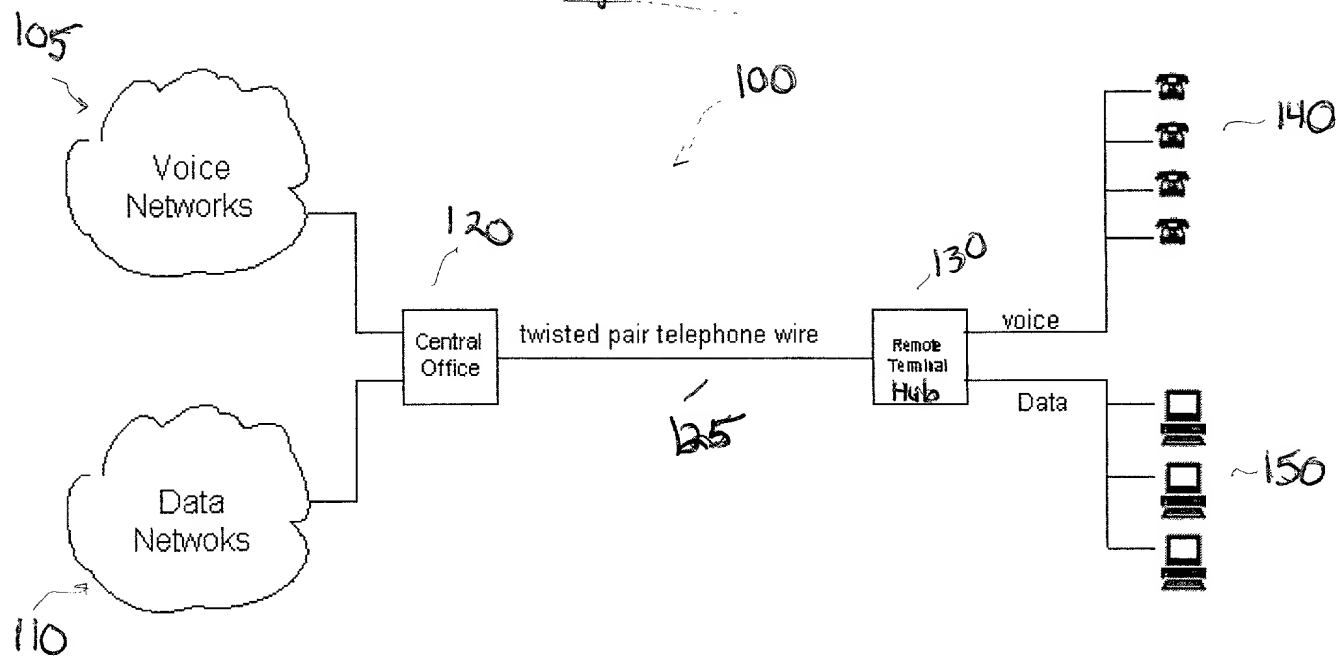 105
100
140
Voice
Networks
120
130
Central
Office
twisted pair telephone wire
Remote
Terminal
Hub
voice
Data
125
150
Data
Netwoks
110